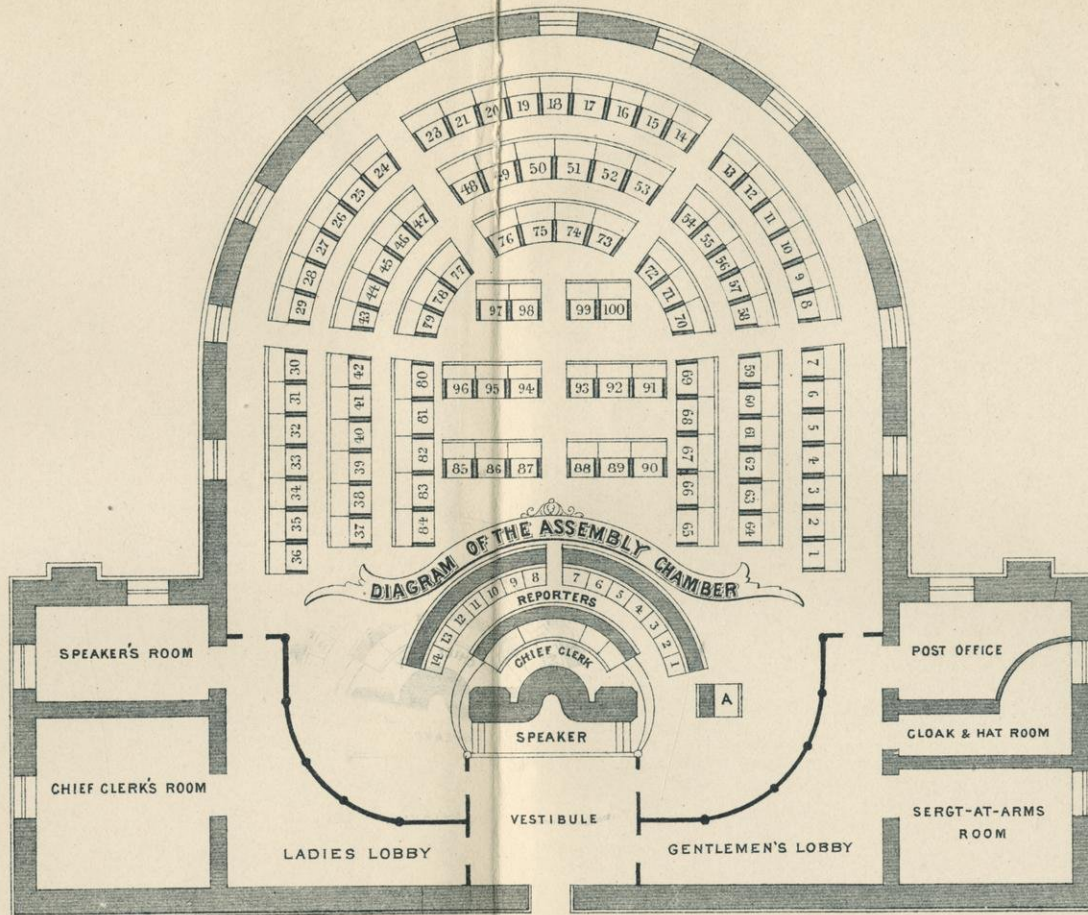 23 21 20 19 18 17 16 15 14
48 49 50 51 52 53
76 75 74 73
24 25 26 27 28 29
47 46 45 44 43
77 78 79
13 12 11 10 9 8
54 55 56 57 58
72 71 70
97 98 99 100
30 31 32 33 34 35 36
42 41 40 39 38 37
80 81 82 83 84
96 95 94 93 92 91
85 86 87 88 89 90
69 68 67 66 65
59 60 61 62 63 64
7 6 5 4 3 2 1
DIAGRAM OF THE ASSEMBLY CHAMBER
14 13 12 11 10 9 8 7 6 5 4 3 2 1
REPORTERS
CHIEF CLERK
SPEAKER
A
SPEAKER'S ROOM
CHIEF CLERK'S ROOM
LADIES LOBBY
VESTIBULE
GENTLEMEN'S LOBBY
POST OFFICE
CLOAK & HAT ROOM
SERGT-AT-ARMS
ROOM